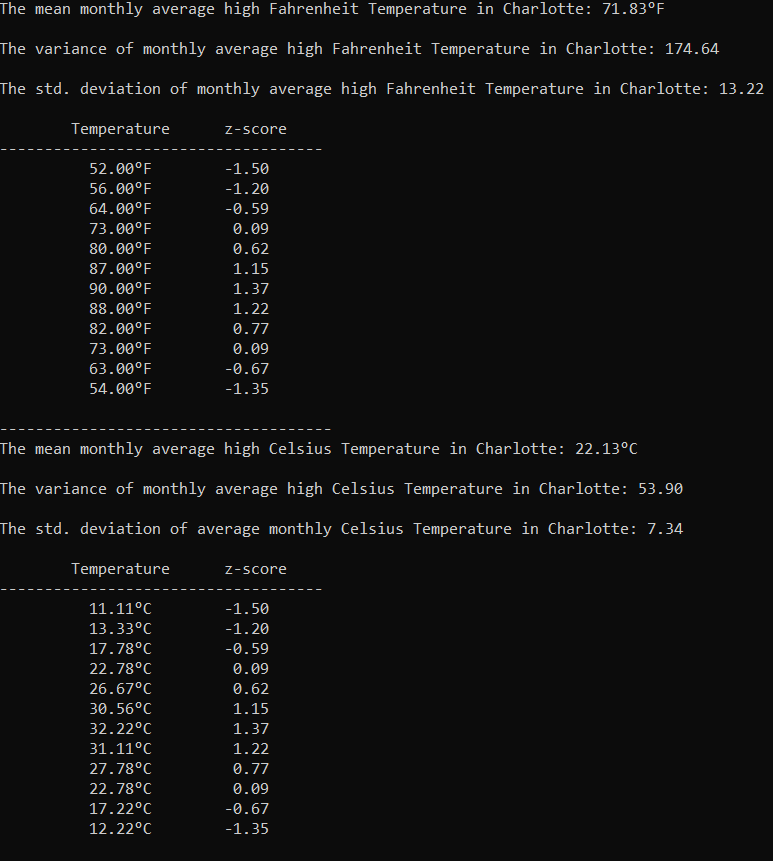 The mean monthly average high Fahrenheit Temperature in Charlotte: 71.83°F
The variance of monthly average high Fahrenheit Temperature in Charlotte: 174.64
The std. deviation of monthly average high Fahrenheit Temperature in Charlotte: 13.22
Temperature z-score
------------------------------------
52.00°F -1.50
56.00°F -1.20
64.00°F -0.59
73.00°F 0.09
80.00°F 0.62
87.00°F 1.15
90.00°F 1.37
88.00°F 1.22
82.00°F 0.77
73.00°F 0.09
63.00°F -0.67
54.00°F -1.35
-------------------------------------
The mean monthly average high Celsius Temperature in Charlotte: 22.13°C
The variance of monthly average high Celsius Temperature in Charlotte: 53.90
The std. deviation of average monthly Celsius Temperature in Charlotte: 7.34
Temperature z-score
------------------------------------
11.11°C -1.50
13.33°C -1.20
17.78°C -0.59
22.78°C 0.09
26.67°C 0.62
30.56°C 1.15
32.22°C 1.37
31.11°C 1.22
27.78°C 0.77
22.78°C 0.09
17.22°C -0.67
12.22°C -1.35